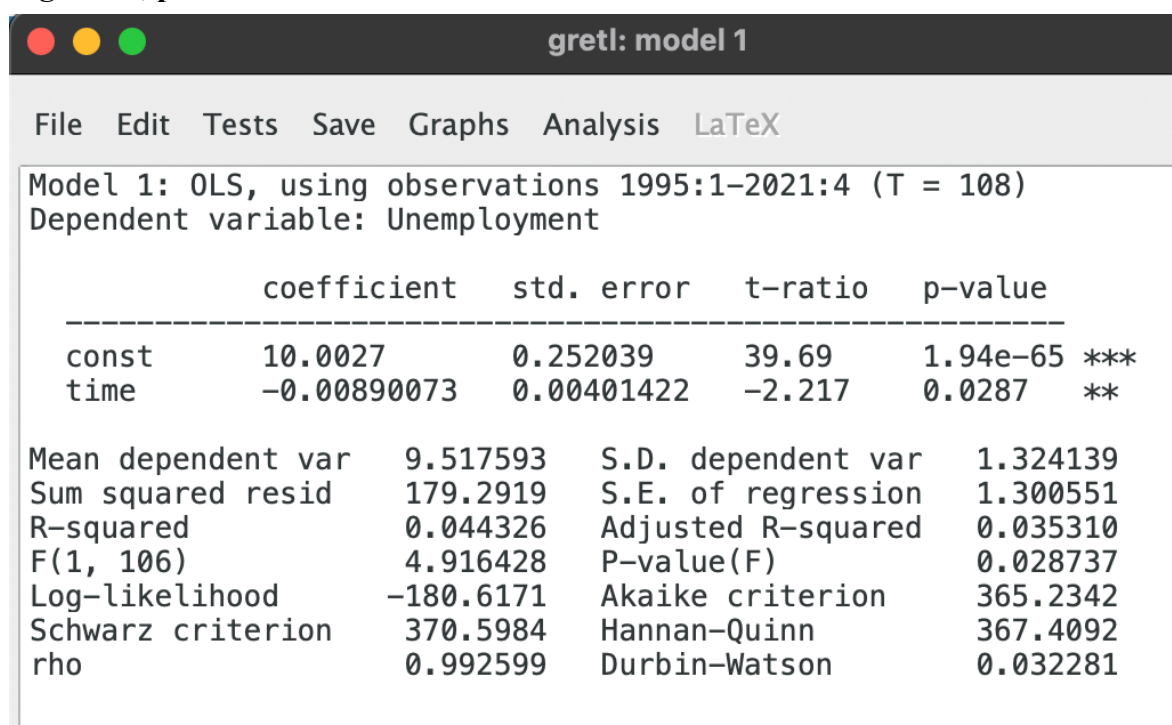 gretl: model 1
File Edit Tests Save Graphs Analysis LaTeX
Model 1: OLS, using observations 1995:1-2021:4 (T = 108)
Dependent variable: Unemployment
coefficient std. error t-ratio p-value
const 10.0027 0.252039 39.69 1.94e-65 ***
time -0.00890073 0.00401422 -2.217 0.0287 **
Mean dependent var 9.517593 S.D. dependent var 1.324139
Sum squared resid 179.2919 S.E. of regression 1.300551
R-squared 0.044326 Adjusted R-squared 0.035310
F(1, 106) 4.916428 P-value(F) 0.028737
Log-likelihood -180.6171 Akaike criterion 365.2342
Schwarz criterion 370.5984 Hannan-Quinn 367.4092
rho 0.992599 Durbin-Watson 0.032281